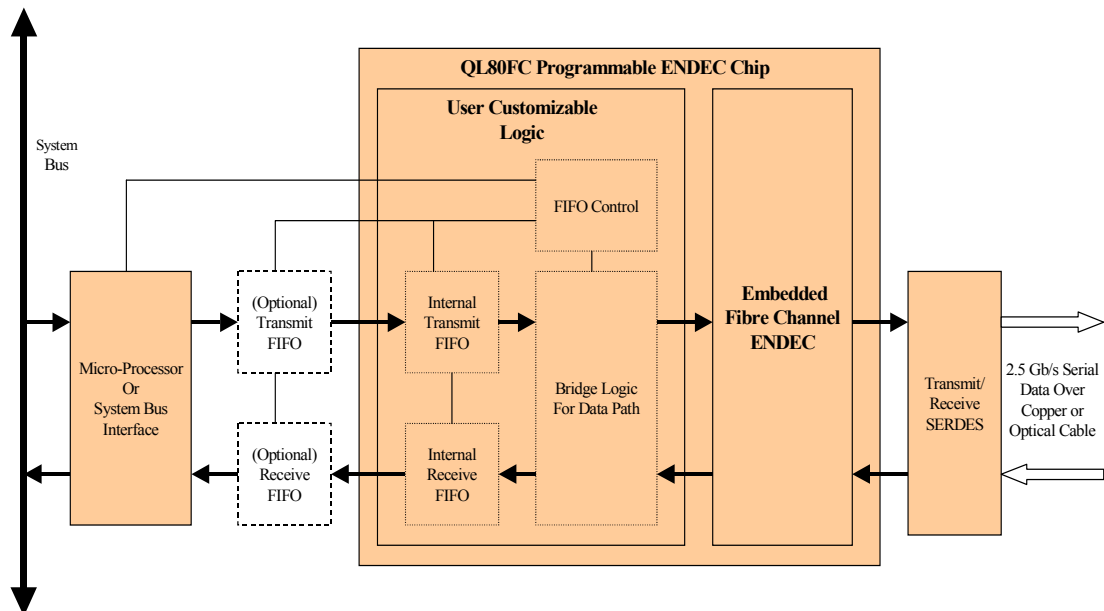 QL80FC Programmable ENDEC Chip
User Customizable
Logic
System
Bus
FIFO Control
(Optional)
Transmit
FIFO
Internal
Transmit
FIFO
Embedded
Fibre Channel
ENDEC
Micro-Processor
Or
System Bus
Interface
Bridge Logic
For Data Path
Transmit/
Receive
SERDES
2.5 Gb/s Serial
Data Over
Copper or
Optical Cable
(Optional)
Receive
FIFO
Internal
Receive
FIFO